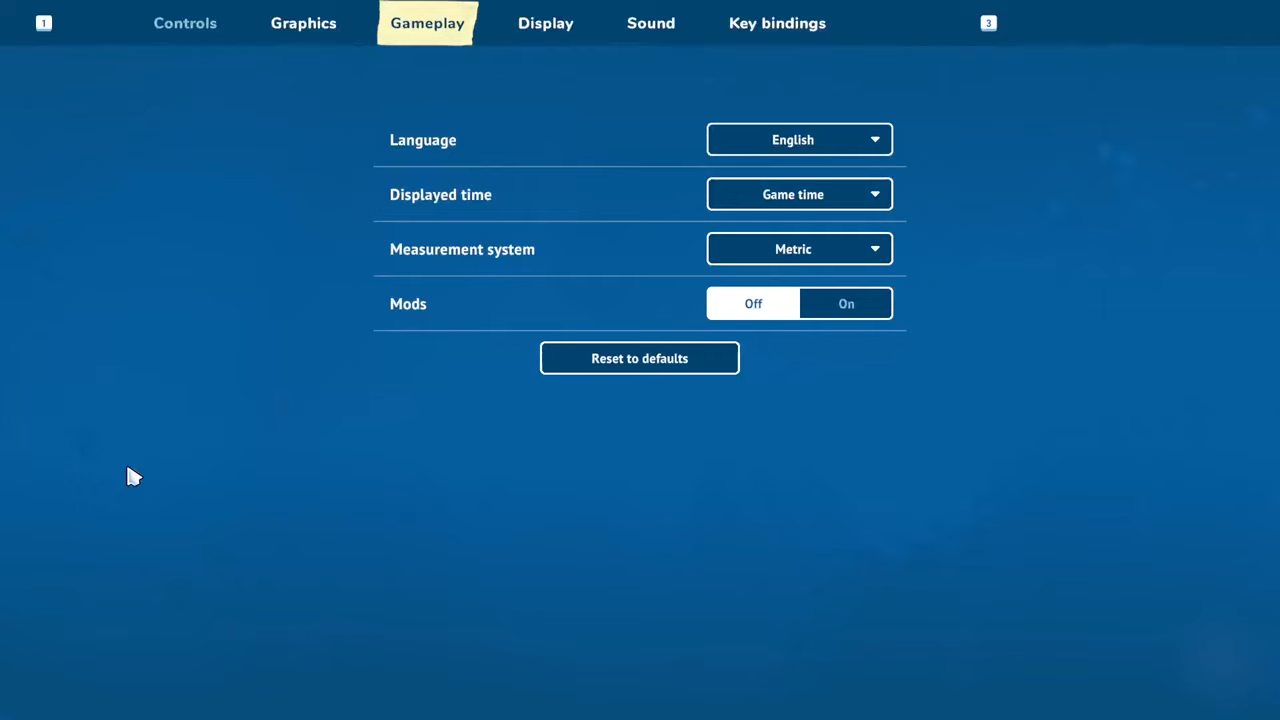 1 Controls Graphics Gameplay Display Sound Key bindings 3
Language English
Displayed time Game time
Measurement system Metric
Mods Off On
Reset to defaults